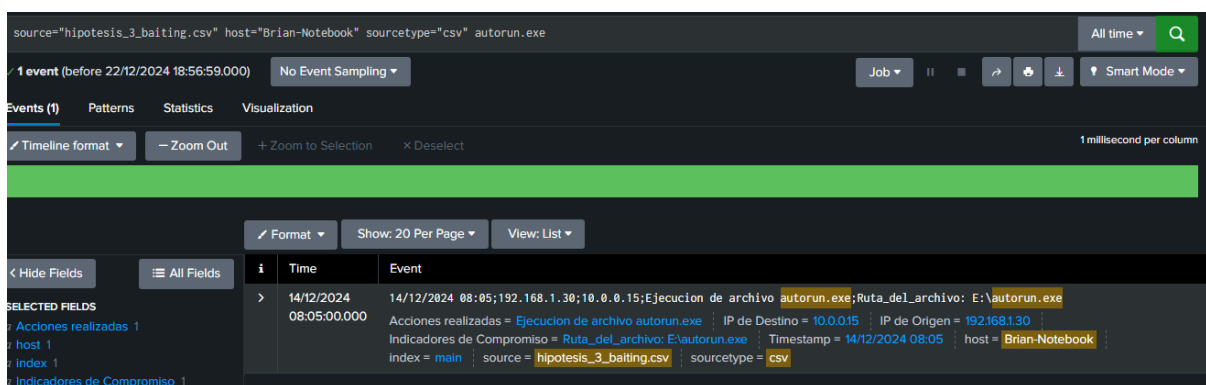 source="hipotesis_3_baiting.csv" host="Brian-Notebook" sourcetype="csv" autorun.exe
All time
✓ 1 event (before 22/12/2024 18:56:59.000)
No Event Sampling
Job
Smart Mode
Events (1)
Patterns
Statistics
Visualization
Timeline format
— Zoom Out
+ Zoom to Selection
× Deselect
1 millisecond per column
Format
Show: 20 Per Page
View: List
< Hide Fields
All Fields
i
Time
Event
SELECTED FIELDS
a Acciones realizadas 1
a host 1
a index 1
a Indicadores de Compromiso 1
>
14/12/2024
08:05:00.000
14/12/2024 08:05;192.168.1.30;10.0.0.15;Ejecucion de archivo autorun.exe;Ruta_del_archivo: E:\autorun.exe
Acciones realizadas = Ejecucion de archivo autorun.exe IP de Destino = 10.0.0.15 IP de Origen = 192.168.1.30
Indicadores de Compromiso = Ruta_del_archivo: E:\autorun.exe Timestamp = 14/12/2024 08:05 host = Brian-Notebook
index = main source = hipotesis_3_baiting.csv sourcetype = csv